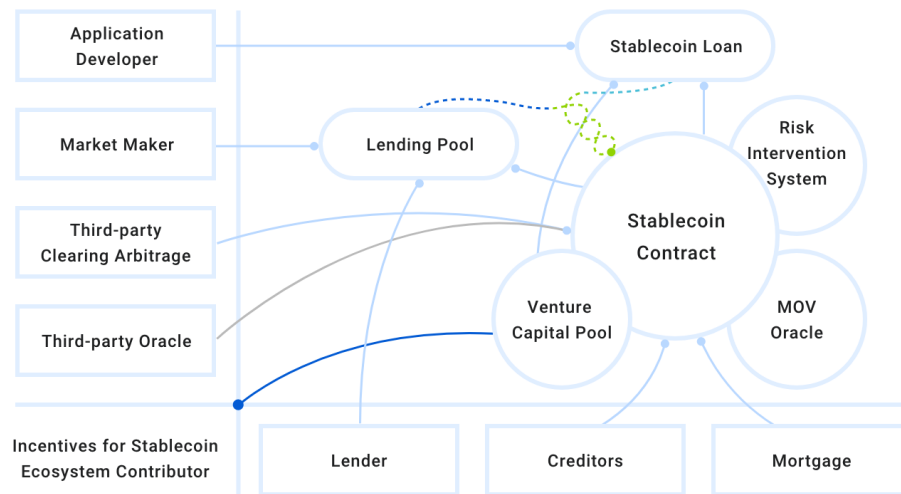 Application
Developer
Stablecoin Loan
Market Maker
Lending Pool
Risk
Intervention
System
Third-party
Clearing Arbitrage
Stablecoin
Contract
Third-party Oracle
Venture
Capital Pool
MOV
Oracle
Incentives for Stablecoin
Ecosystem Contributor
Lender
Creditors
Mortgage